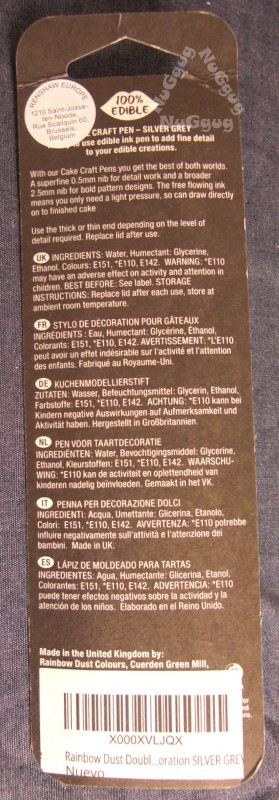 NuGgug
NuGgug
NuGgug
RENSHAW EUROPE
1210 Saint-Josse-
ten-Noode,
Rue Scailquin 60,
Brussels,
Belgium
100%
EDIBLE
CRAFT PEN – SILVER GREY
use edible ink pen to add fine detail
to your edible creations.
With our Cake Craft Pens you get the best of both worlds.
A superfine 0.5mm nib for detail work and a broader
2.5mm nib for bold pattern designs. The free flowing ink
means you only need a light pressure, so can draw directly
on to finished cake
Use the thick or thin end depending on the level of
detail required. Replace lid after use.
UK INGREDIENTS: Water, Humectant: Glycerine,
Ethanol, Colours: E151, *E110, E142. WARNING: *E110
may have an adverse effect on activity and attention in
children. BEST BEFORE: See label. STORAGE
INSTRUCTIONS: Replace lid after each use, store at
ambient room temperature.
FR STYLO DE DÉCORATION POUR GÂTEAUX
INGRÉDIENTS : Eau, Humectant: Glycérine, Éthanol,
Colorants: E151, *E110, E142. AVERTISSEMENT: *L'E110
peut avoir un effet indésirable sur l'activité et l'attention
des enfants. Fabriqué au Royaume-Uni.
DE KUCHENMODELLIERSTIFT
ZUTATEN: Wasser, Befeuchtungsmittel: Glycerin, Ethanol,
Farbstoffe: E151, *E110, E142. ACHTUNG: *E110 kann bei
Kindern negative Auswirkungen auf Aufmerksamkeit und
Aktivität haben. Hergestellt in Großbritannien.
NL PEN VOOR TAARTDECORATIE
INGREDIËNTEN: Water, Bevochtigingsmiddel: Glycerine,
Ethanol, Kleurstoffen: E151, *E110, E142. WAARSCHU-
WING: *E110 kan de activiteit en oplettendheid van
kinderen nadelig beïnvloeden. Gemaakt in het VK.
IT PENNA PER DECORAZIONE DOLCI
INGREDIENTI: Acqua, Umettante: Glicerina, Etanolo,
Colori: E151, *E110, E142. AVVERTENZA: *E110 potrebbe
influire negativamente sull'attività e l'attenzione dei
bambini. Made in UK.
ES LÁPIZ DE MOLDEADO PARA TARTAS
INGREDIENTES: Agua, Humectante: Glicerina, Etanol,
Colorantes: E151, *E110, E142. ADVERTENCIA: *E110
puede tener efectos negativos sobre la actividad y la
atención de los niños. Elaborado en el Reino Unido.
Made in the United Kingdom by:
Rainbow Dust Colours, Cuerden Green Mill,
X000XVLJQX
Rainbow Dust Doubl...oration SILVER GREY
Nuevo